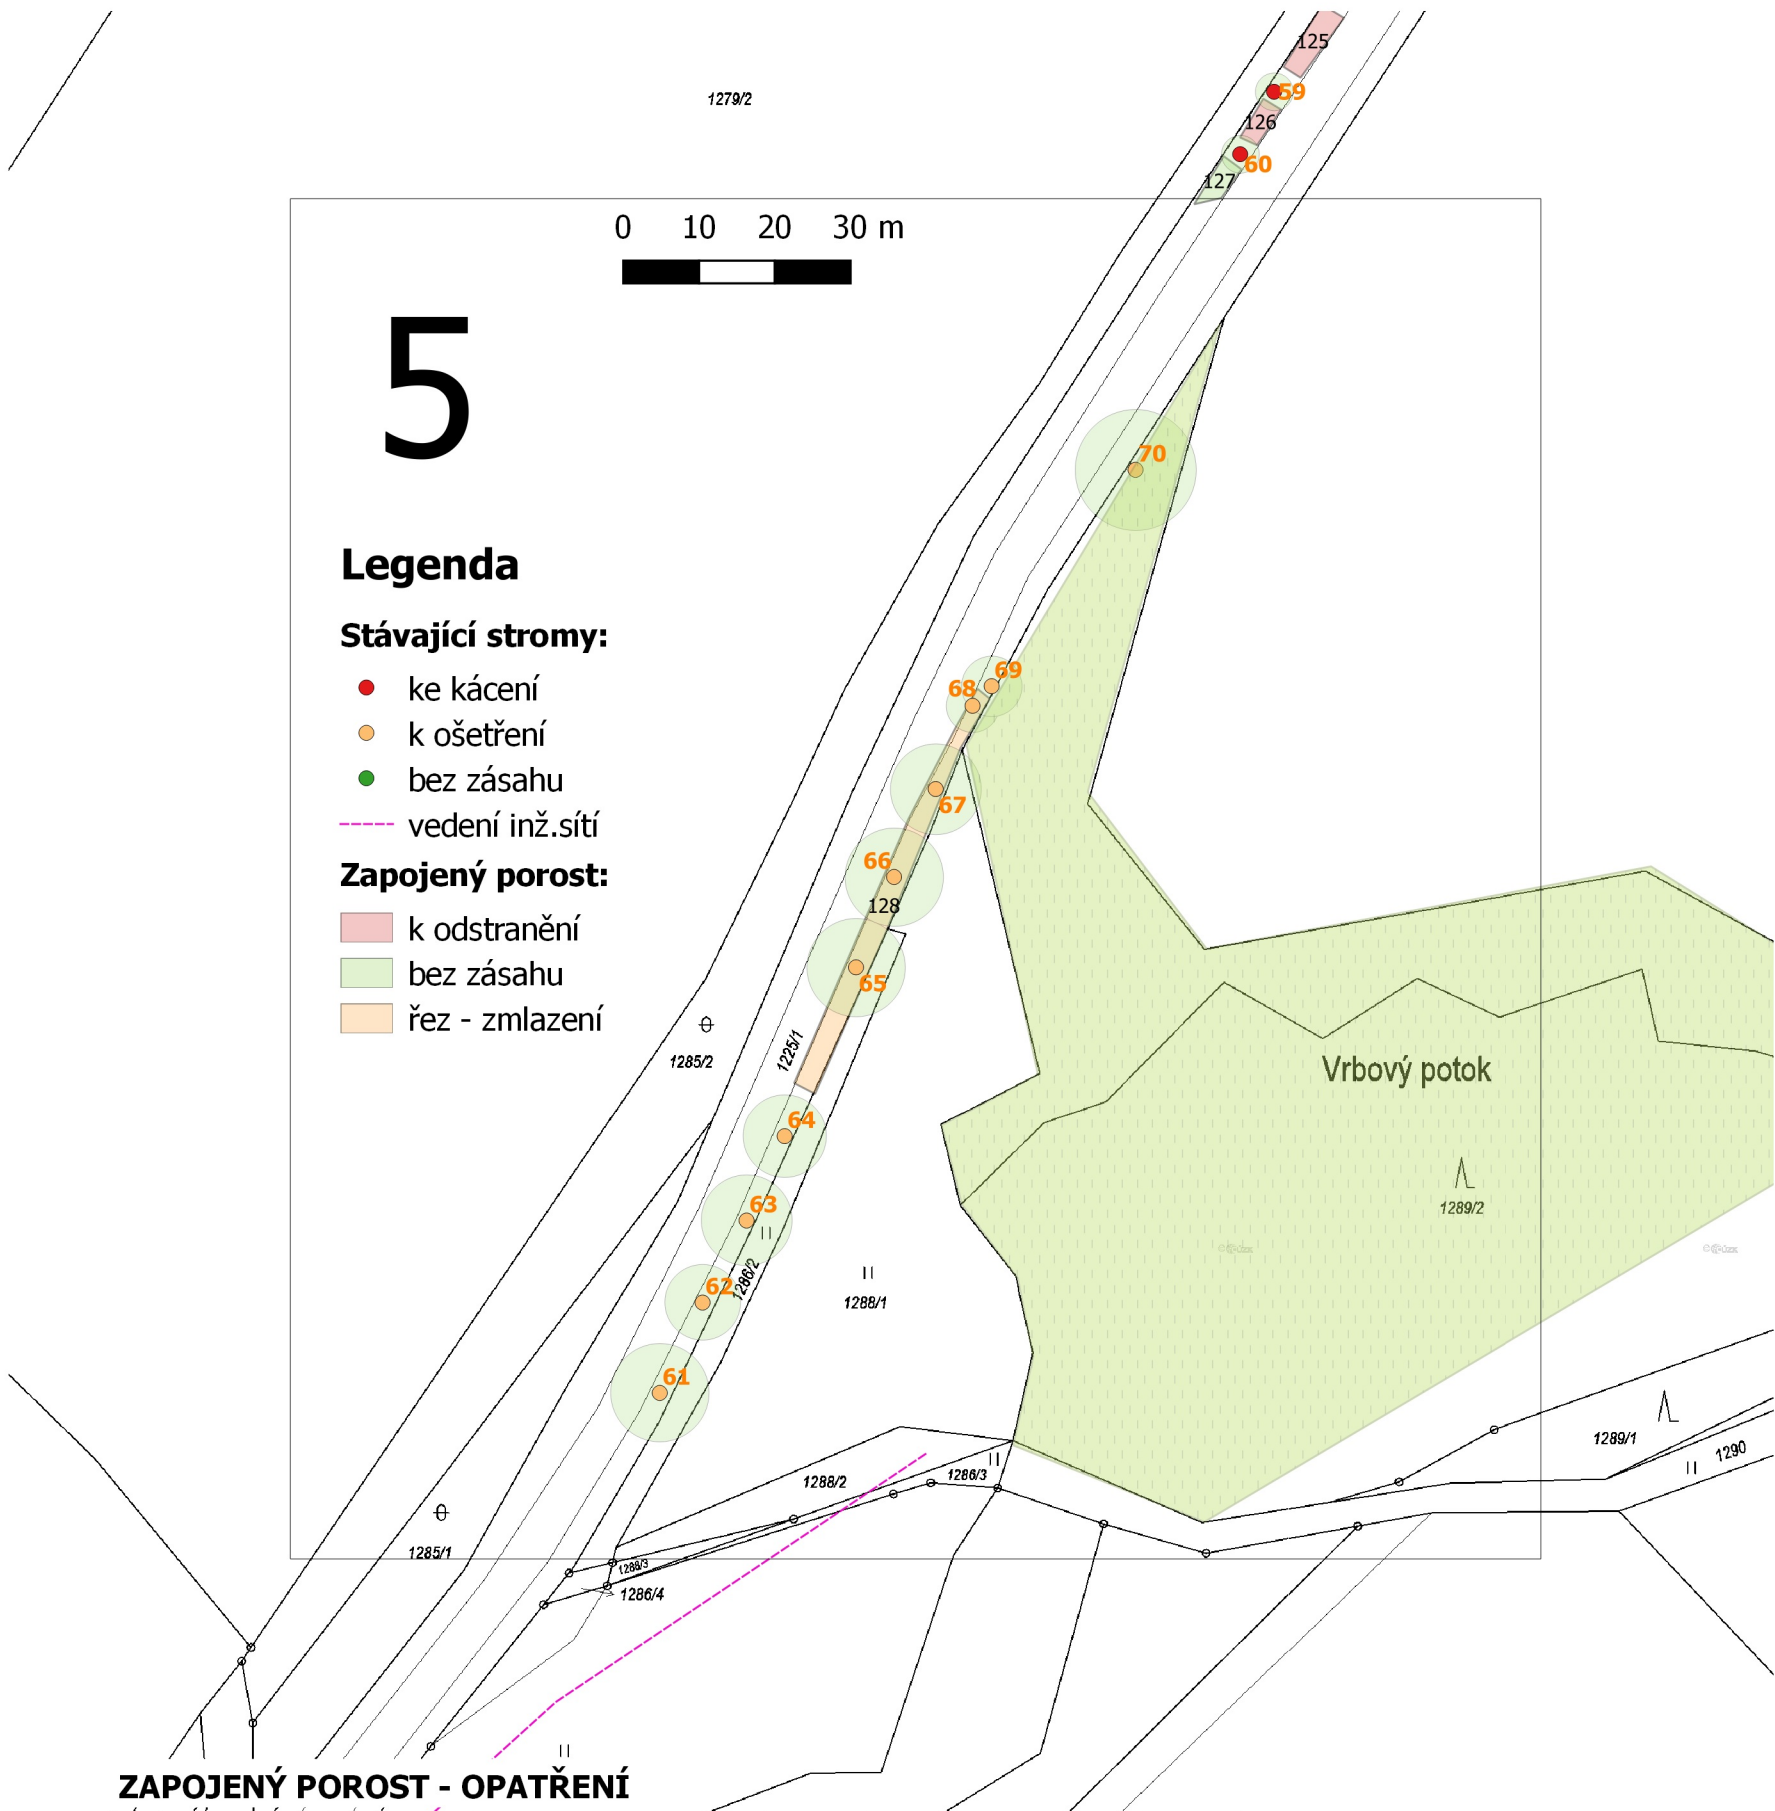 125
59
1279/2
126
60
127
0 10 20 30 m
5
70
Legenda
Stávající stromy:
ke kácení
k ošetření
bez zásahu
vedení inž.sítí
Zapojený porost:
k odstranění
bez zásahu
řez - zmlazení
69
68
67
66
128
65
1285/2
1225/1
Vrbový potok
64
63
1289/2
62
1286/2
1288/1
61
1289/1
1290
1288/2
1286/3
1285/1
1288/3
1286/4
ZAPOJENÝ POROST - OPATŘENÍ